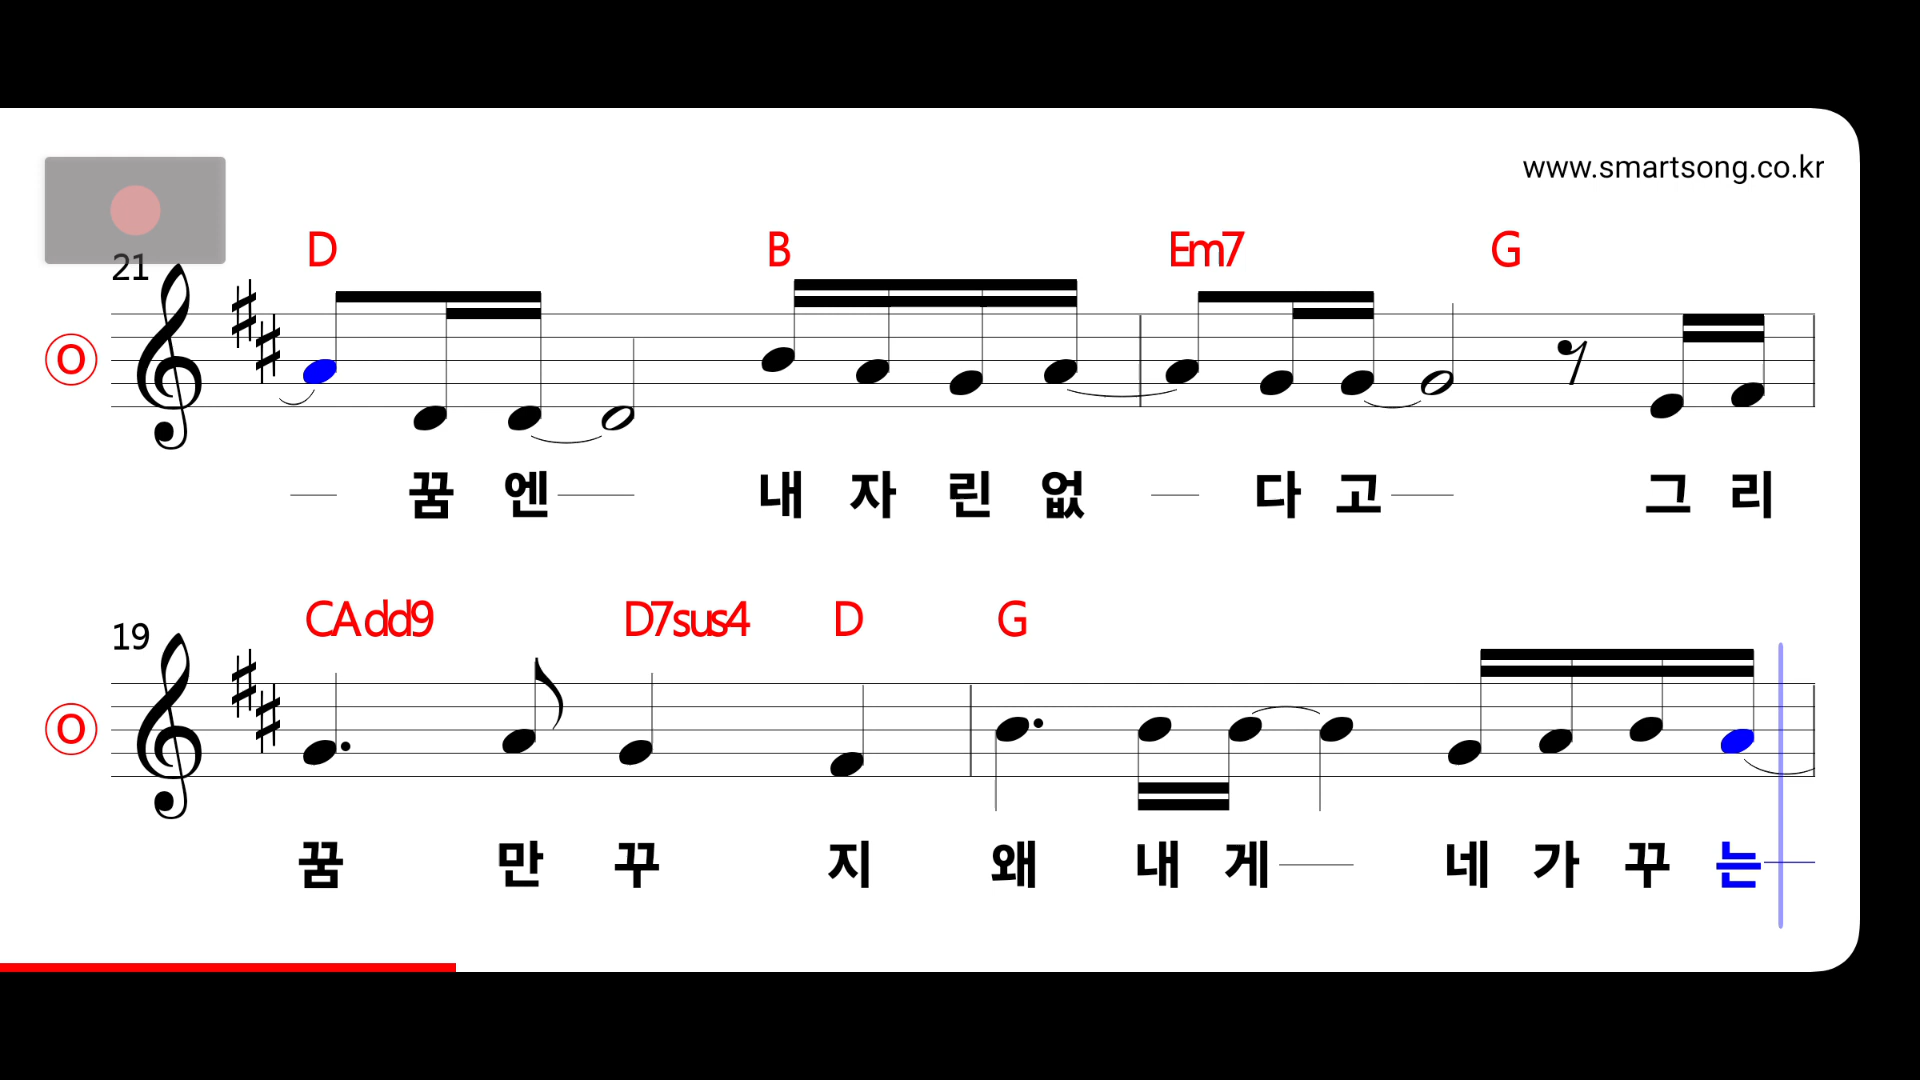 www.smartsong.co.kr
D B Em7 G
21
O
꿈 엔 내 자 린 없 다 고 그 리
CAdd9 D7sus4 D G
19
O
꿈 만 꾸 지 왜 내 게 네 가 꾸 는